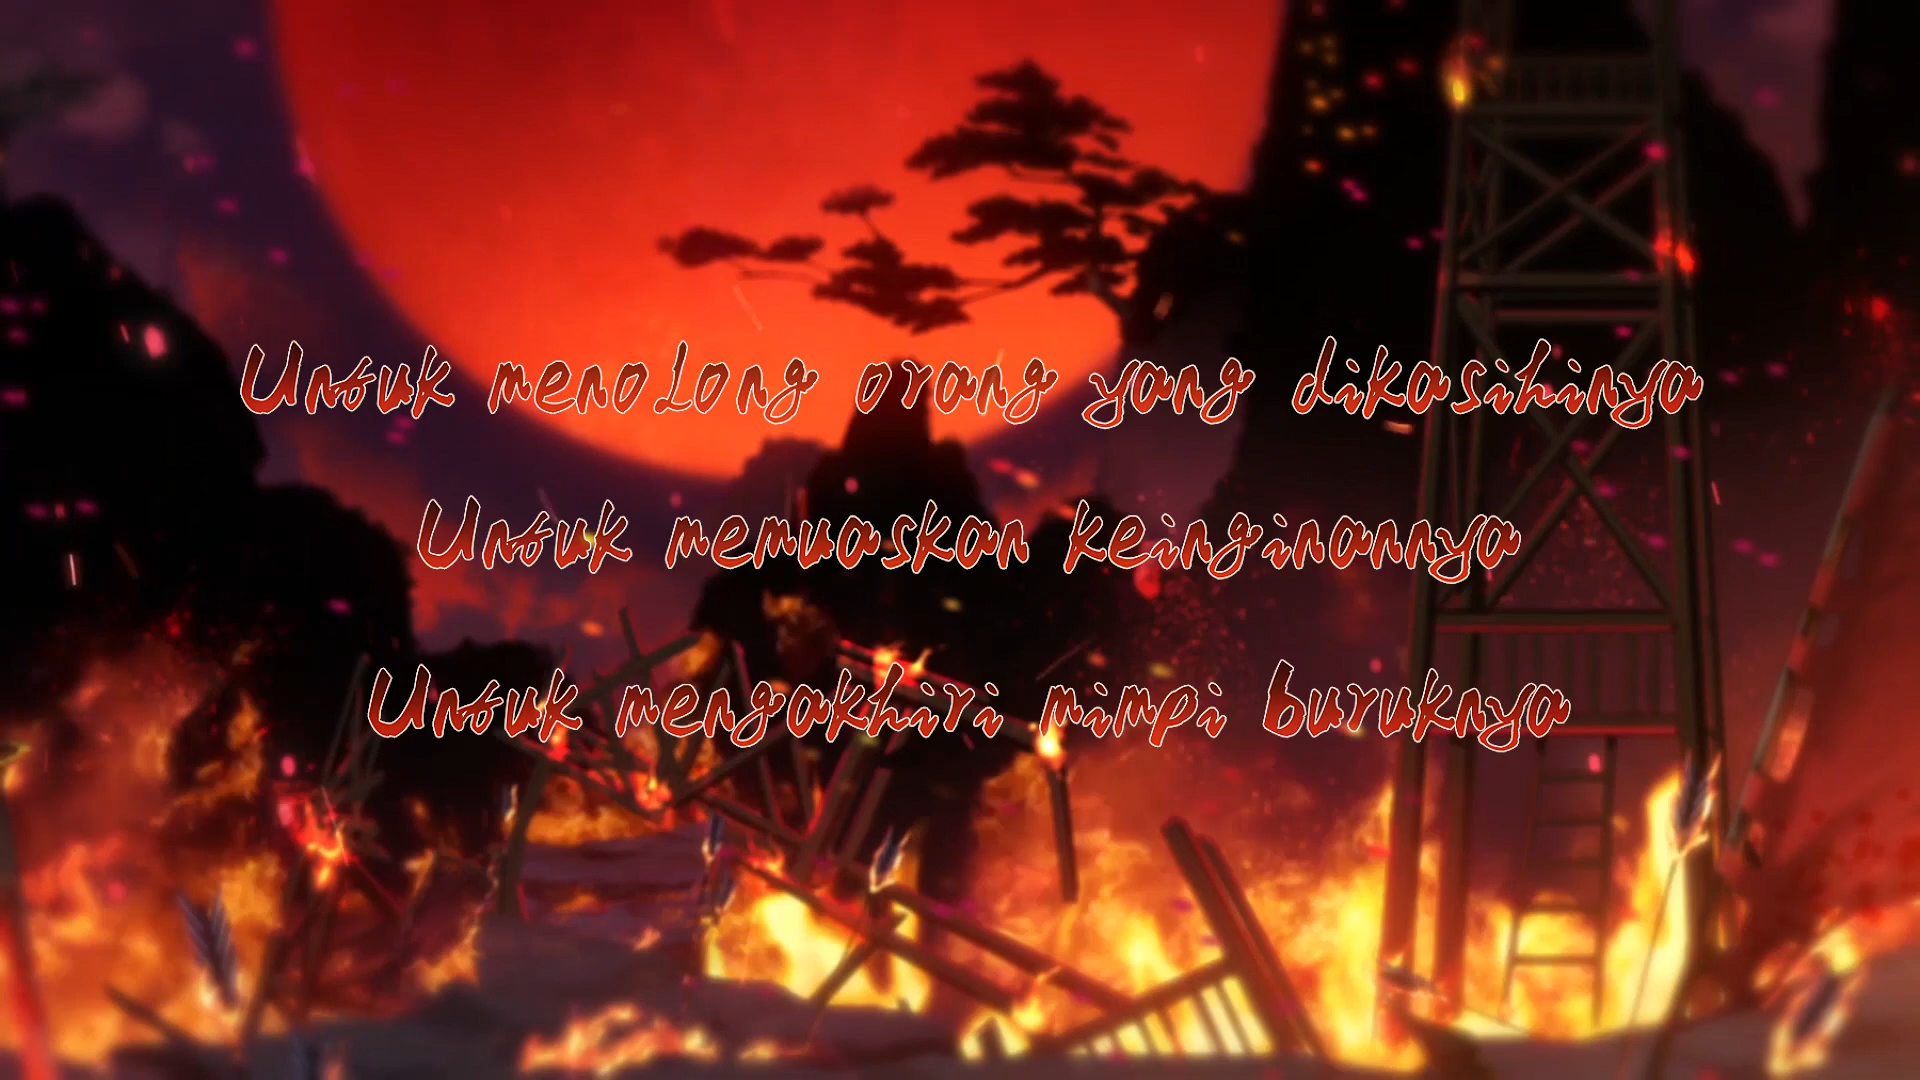 Untuk menolong orang yang dikasihinya
Untuk memuaskan keinginannya
Untuk mengakhiri mimpi buruknya